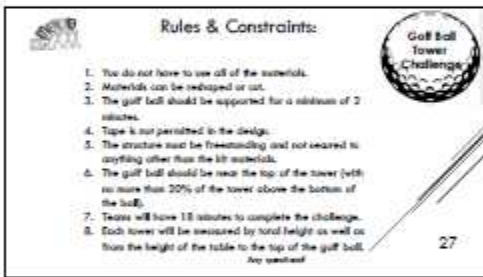 Rules & Constraints:
Golf Ball
Tower
Challenge
1. You do not have to use all of the materials.
2. Materials can be reshaped or cut.
3. The golf ball should be supported for a minimum of 2
minutes.
4. Tape is not permitted in the design.
5. The structure must be freestanding and not secured to
anything other than the kit materials.
6. The golf ball should be near the top of the tower (with
no more than 20% of the tower above the bottom of
the ball).
7. Teams will have 18 minutes to complete the challenge.
8. Each tower will be measured by total height as well as
from the height of the table to the top of the golf ball.
Any questions?
27